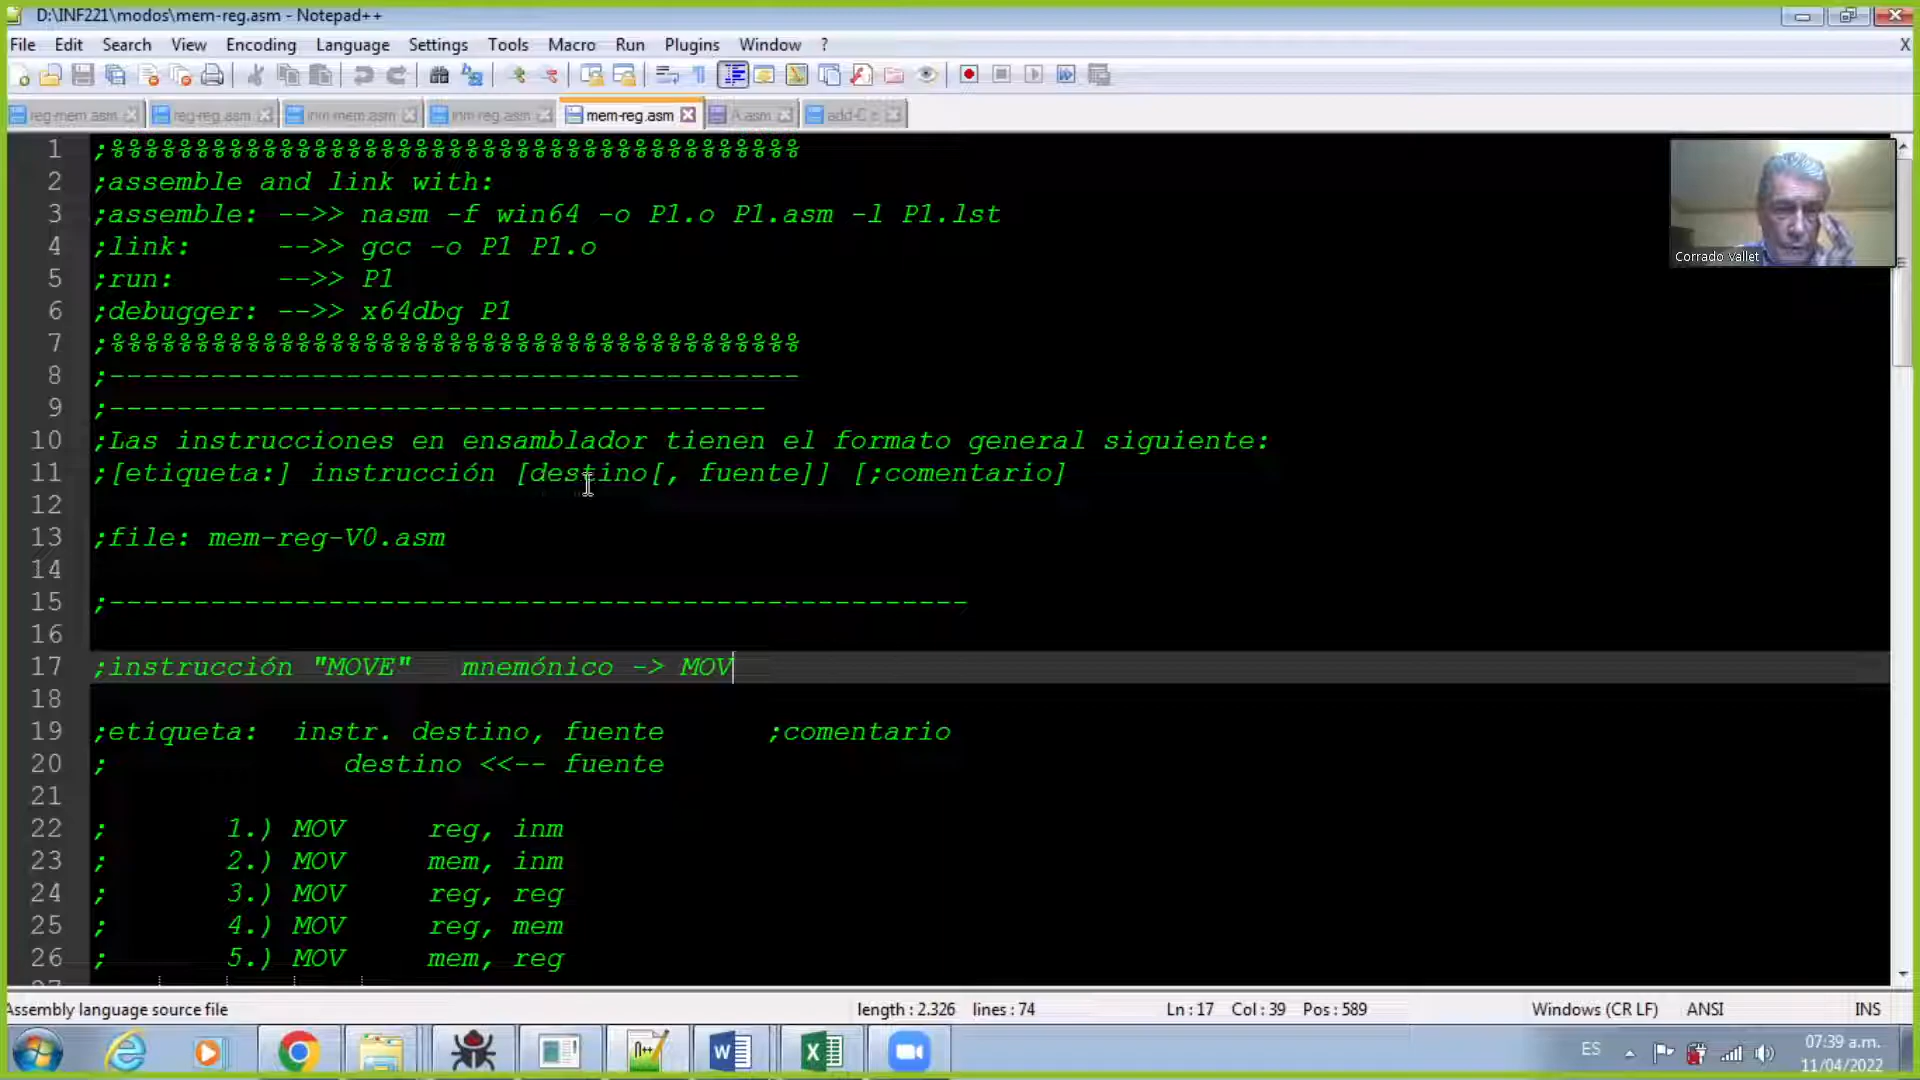 D:\INF221\modos\mem-reg.asm - Notepad++
File Edit Search View Encoding Language Settings Tools Macro Run Plugins Window ? X
reg-mem.asm reg-reg.asm inm-mem.asm inm-reg.asm mem-reg.asm A.asm
1 ;%%%%%%%%%%%%%%%%%%%%%%%%%%%%%%%%%%%%%%%%%
2 ;assemble and link with:
3 ;assemble: -->> nasm -f win64 -o P1.o P1.asm -l P1.lst
4 ;link: -->> gcc -o P1 P1.o
5 ;run: -->> P1
6 ;debugger: -->> x64dbg P1
7 ;%%%%%%%%%%%%%%%%%%%%%%%%%%%%%%%%%%%%%%%%%
8 ;-----------------------------------------
9 ;---------------------------------------
10 ;Las instrucciones en ensamblador tienen el formato general siguiente:
11 ;[etiqueta:] instrucción [destino[, fuente]] [;comentario]
12
13 ;file: mem-reg-V0.asm
14
15 ;---------------------------------------------------
16
17 ;instrucción "MOVE" mnemónico -> MOV
18
19 ;etiqueta: instr. destino, fuente ;comentario
20 ; destino <<-- fuente
21
22 ; 1.) MOV reg, inm
23 ; 2.) MOV mem, inm
24 ; 3.) MOV reg, reg
25 ; 4.) MOV reg, mem
26 ; 5.) MOV mem, reg
Corrado Vallet
Assembly language source file length : 2.326 lines : 74 Ln : 17 Col : 39 Pos : 589 Windows (CR LF) ANSI INS
ES 07:39 a.m.
11/04/2022